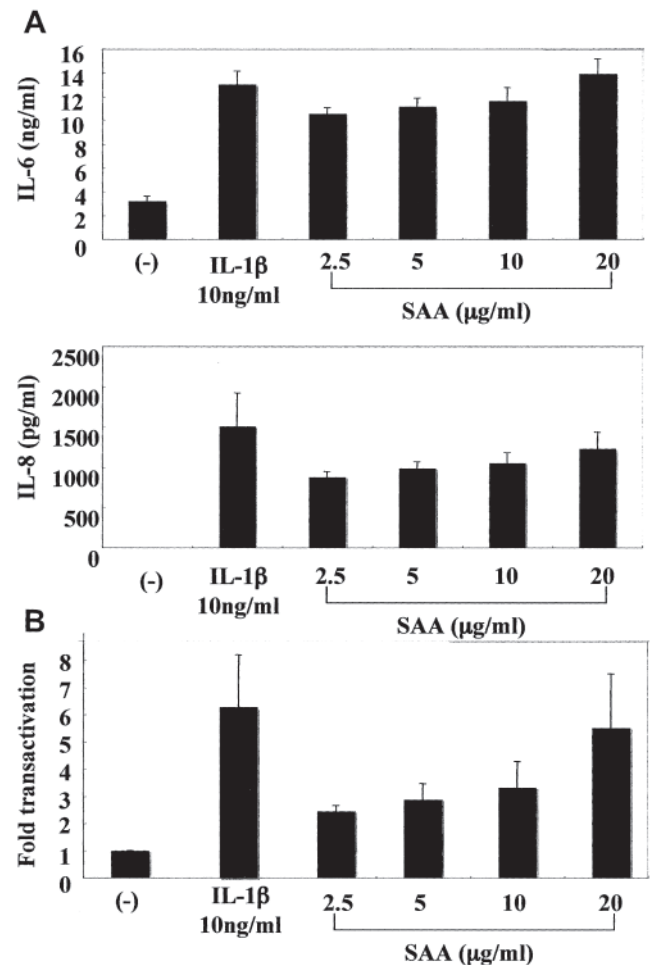 A
IL-6 (ng/ml)
16
14
12
10
8
6
4
2
0
(-)
IL-1β
10ng/ml
2.5
5
10
20
SAA (μg/ml)
IL-8 (pg/ml)
2500
2000
1500
1000
500
0
(-)
IL-1β
10ng/ml
2.5
5
10
20
SAA (μg/ml)
B
Fold transactivation
8
7
6
5
4
3
2
1
0
(-)
IL-1β
10ng/ml
2.5
5
10
20
SAA (μg/ml)